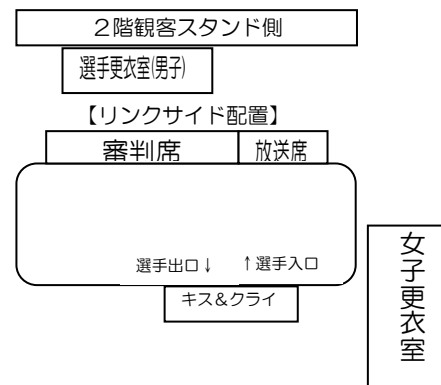 ２階観客スタンド側
選手更衣室(男子)
【リンクサイド配置】
審判席
放送席
選手出口↓
↑選手入口
キス&クライ
女子更衣室